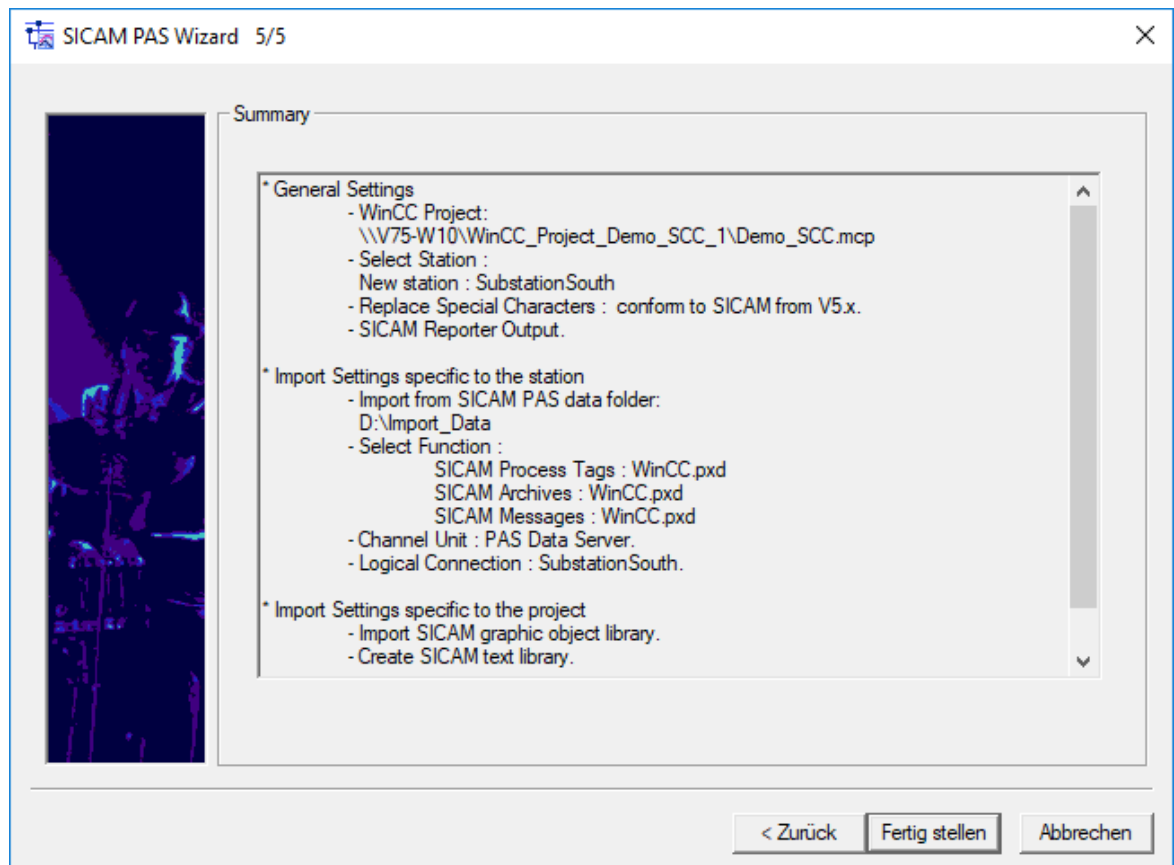 SICAM PAS Wizard 5/5
Summary
* General Settings
- WinCC Project:
\\V75-W10\WinCC_Project_Demo_SCC_1\Demo_SCC.mcp
- Select Station :
New station : SubstationSouth
- Replace Special Characters : conform to SICAM from V5.x.
- SICAM Reporter Output.
* Import Settings specific to the station
- Import from SICAM PAS data folder:
D:\Import_Data
- Select Function :
SICAM Process Tags : WinCC.pxd
SICAM Archives : WinCC.pxd
SICAM Messages : WinCC.pxd
- Channel Unit : PAS Data Server.
- Logical Connection : SubstationSouth.
* Import Settings specific to the project
- Import SICAM graphic object library.
- Create SICAM text library.
< Zurück
Fertig stellen
Abbrechen